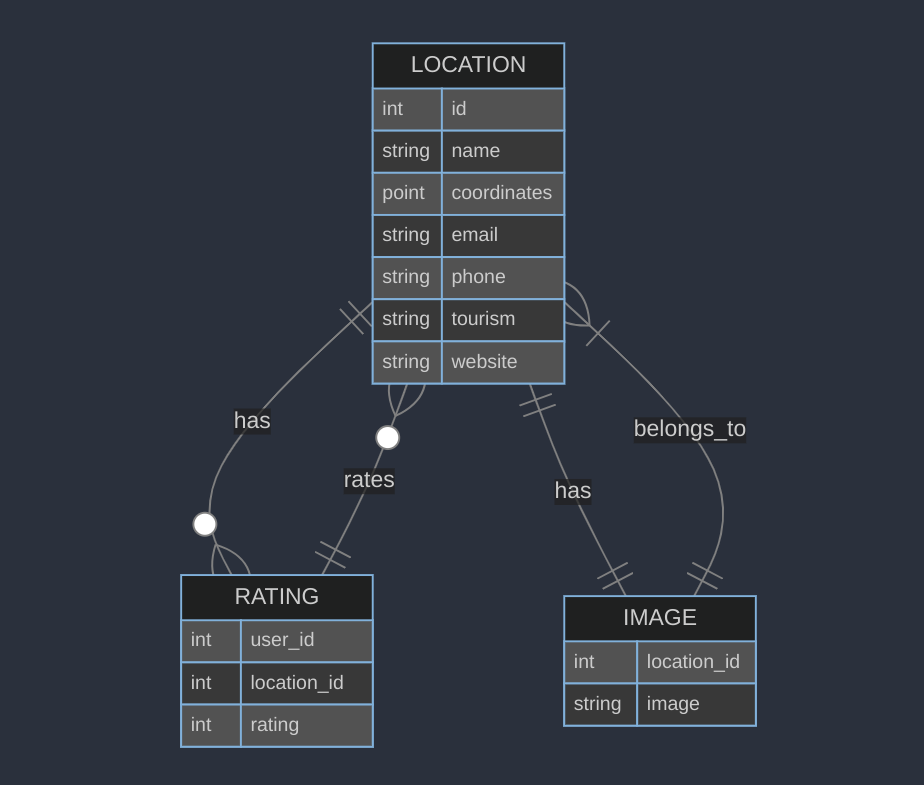 LOCATION
int id
string name
point coordinates
string email
string phone
string tourism
string website
has
belongs_to
rates
has
RATING
int user_id
int location_id
int rating
IMAGE
int location_id
string image